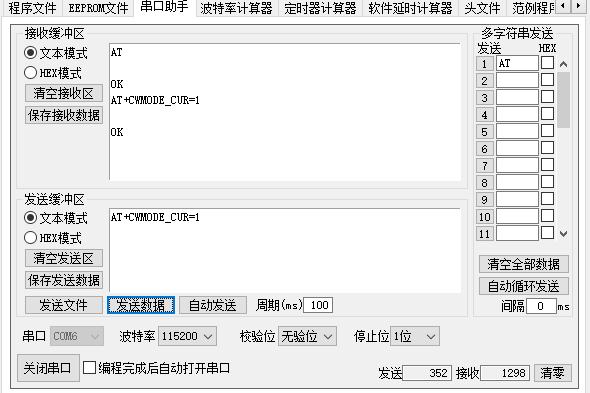 程序文件 EEPROM文件 串口助手 波特率计算器 定时器计算器 软件延时计算器 头文件 范例程
接收缓冲区
文本模式
HEX模式
清空接收区
保存接收数据
AT
OK
AT+CWMODE_CUR=1
OK
发送缓冲区
文本模式
HEX模式
清空发送区
保存发送数据
AT+CWMODE_CUR=1
发送文件 发送数据 自动发送 周期(ms) 100
多字符串发送
发送 HEX
1 AT
2
3
4
5
6
7
8
9
10
11
清空全部数据
自动循环发送
间隔 0 ms
串口 COM6 波特率 115200 校验位 无验位 停止位 1位
关闭串口 编程完成后自动打开串口
发送 352 接收 1298 清零